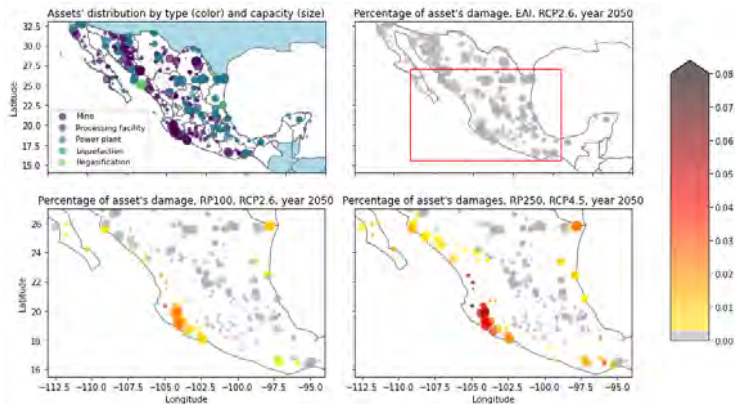 Assets' distribution by type (color) and capacity (size)
Percentage of asset's damage, EAI, RCP2.6, year 2050
32.5
30.0
27.5
25.0
22.5
20.0
17.5
15.0
Latitude
Mine
Processing facility
Power plant
Liquefaction
Regasification
0.08
0.07
0.06
0.05
0.04
0.03
0.02
0.01
0.00
Percentage of asset's damage, RP100, RCP2.6, year 2050
Percentage of asset's damages, RP250, RCP4.5, year 2050
26
24
22
20
18
16
Latitude
−112.5 −110.0 −107.5 −105.0 −102.5 −100.0 −97.5 −95.0
Longitude
−112.5 −110.0 −107.5 −105.0 −102.5 −100.0 −97.5 −95.0
Longitude